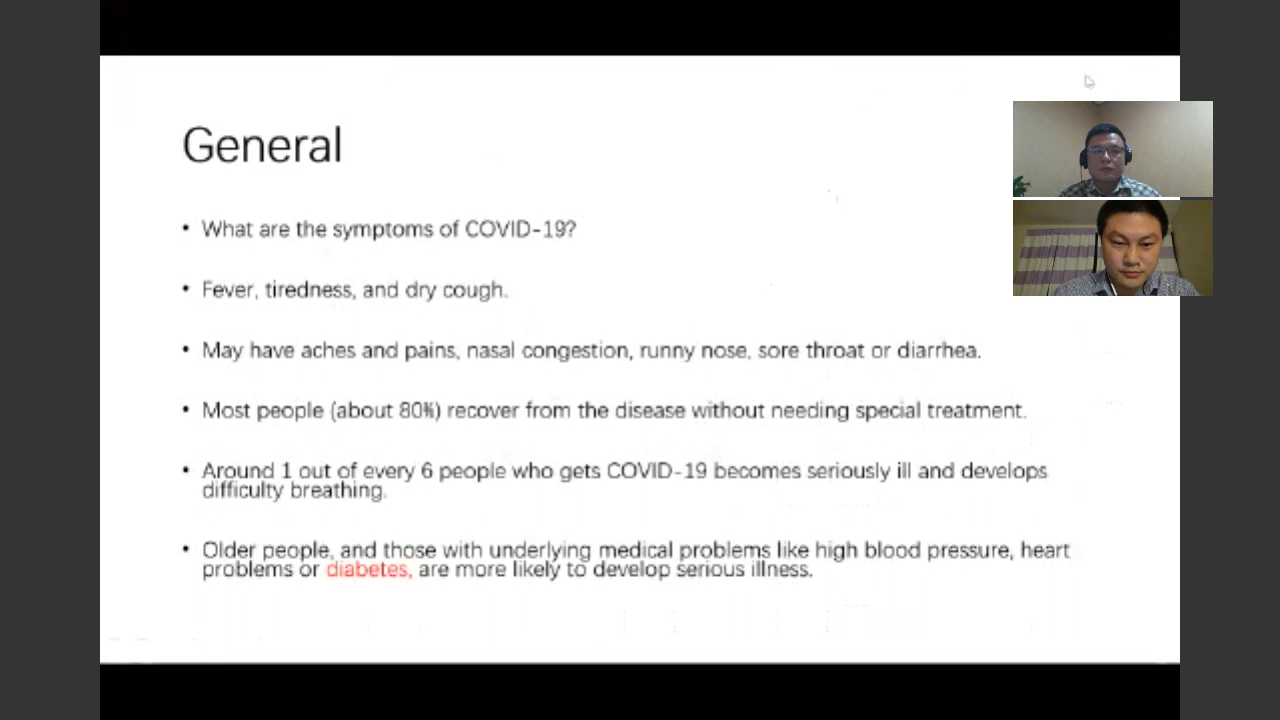 General
• What are the symptoms of COVID-19?
• Fever, tiredness, and dry cough.
• May have aches and pains, nasal congestion, runny nose, sore throat or diarrhea.
• Most people (about 80%) recover from the disease without needing special treatment.
• Around 1 out of every 6 people who gets COVID-19 becomes seriously ill and develops
difficulty breathing.
• Older people, and those with underlying medical problems like high blood pressure, heart
problems or diabetes, are more likely to develop serious illness.